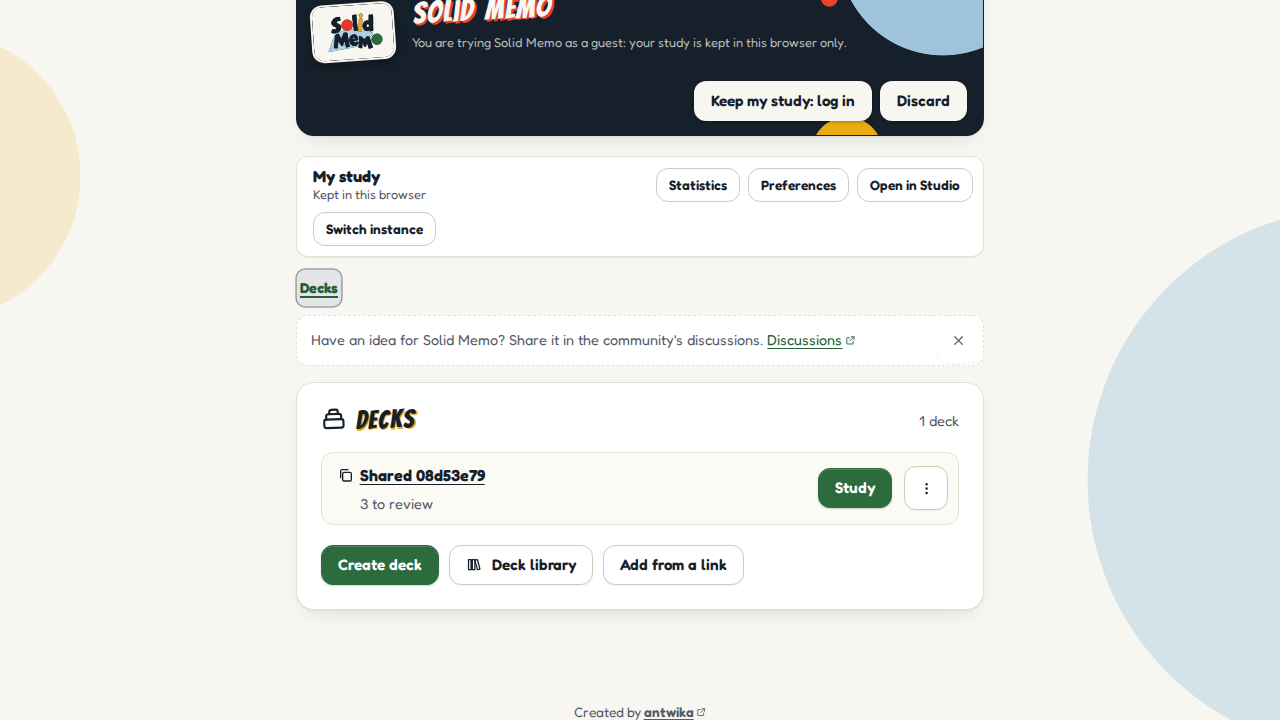 Solid Memo
SOLID MEMO
You are trying Solid Memo as a guest: your study is kept in this browser only.
Keep my study: log in
Discard
My study
Kept in this browser
Statistics
Preferences
Open in Studio
Switch instance
Decks
Have an idea for Solid Memo? Share it in the community's discussions. Discussions
DECKS
1 deck
Shared 08d53e79
3 to review
Study
Create deck
Deck library
Add from a link
Created by antwika